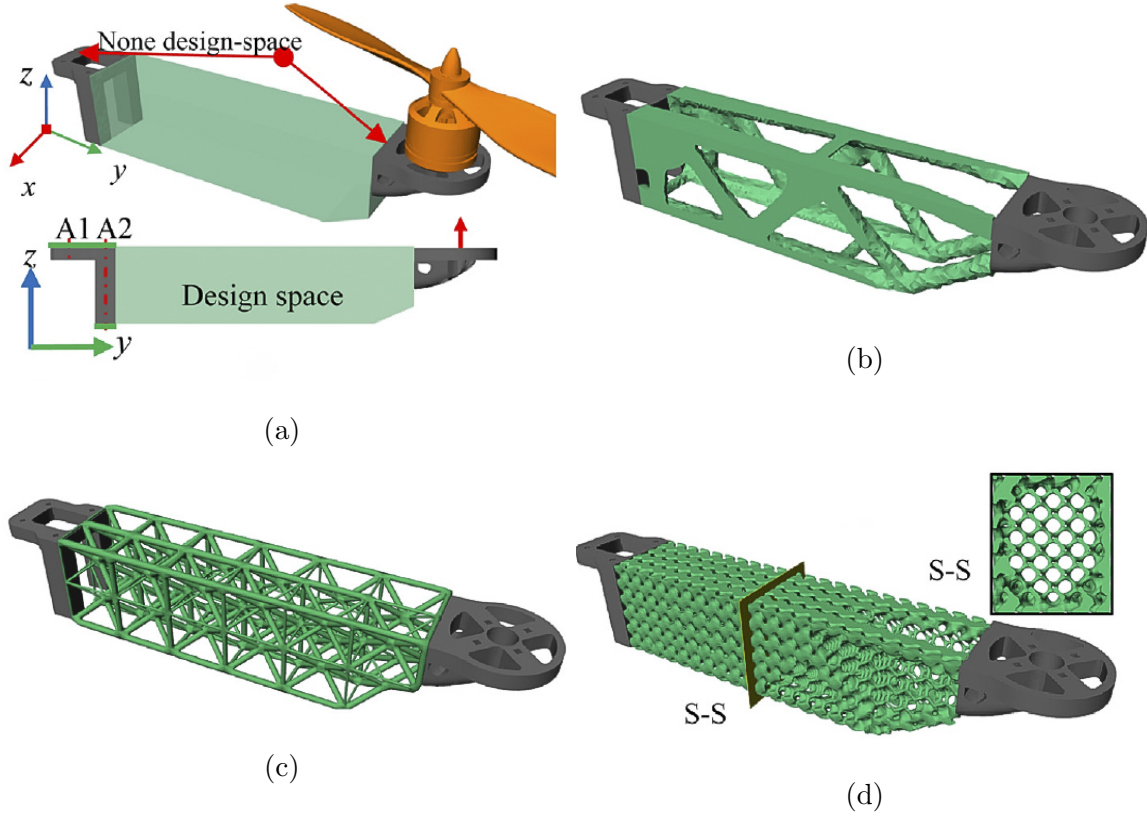 None design-space
z
x
y
A1 A2
z
Design space
y
(a)
(b)
(c)
S-S
S-S
(d)